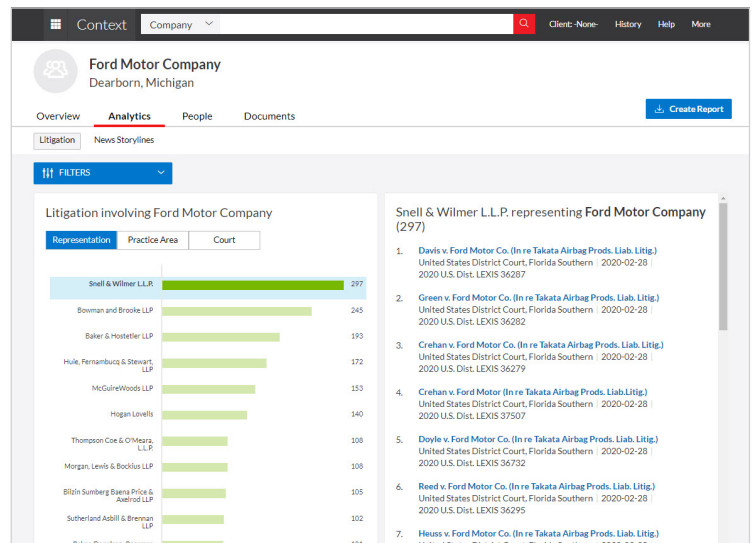 Context
Company
Client: -None-
History
Help
More
Ford Motor Company
Dearborn, Michigan
Overview
Analytics
People
Documents
Create Report
Litigation
News Storylines
FILTERS
Litigation involving Ford Motor Company
Representation
Practice Area
Court
Snell & Wilmer L.L.P.
297
Bowman and Brooke LLP
245
Baker & Hostetler LLP
193
Huie, Fernambucq & Stewart,
LLP
172
McGuireWoods LLP
153
Hogan Lovells
140
Thompson Coe & O'Meara,
L.L.P.
108
Morgan, Lewis & Bockius LLP
108
Bilzin Sumberg Baena Price &
Axelrod LLP
105
Sutherland Asbill & Brennan
LLP
102
Snell & Wilmer L.L.P. representing Ford Motor Company
(297)
1. Davis v. Ford Motor Co. (In re Takata Airbag Prods. Liab. Litig.)
United States District Court, Florida Southern | 2020-02-28 |
2020 U.S. Dist. LEXIS 36287
2. Green v. Ford Motor Co. (In re Takata Airbag Prods. Liab. Litig.)
United States District Court, Florida Southern | 2020-02-28 |
2020 U.S. Dist. LEXIS 36282
3. Crehan v. Ford Motor Co. (In re Takata Airbag Prods. Liab. Litig.)
United States District Court, Florida Southern | 2020-02-28 |
2020 U.S. Dist. LEXIS 36279
4. Crehan v. Ford Motor (In re Takata Airbag Prods. Liab.Litig.)
United States District Court, Florida Southern | 2020-02-28 |
2020 U.S. Dist. LEXIS 37507
5. Doyle v. Ford Motor Co. (In re Takata Airbag Prods. Liab. Litig.)
United States District Court, Florida Southern | 2020-02-28 |
2020 U.S. Dist. LEXIS 36732
6. Reed v. Ford Motor Co. (In re Takata Airbag Prods. Liab. Litig.)
United States District Court, Florida Southern | 2020-02-28 |
2020 U.S. Dist. LEXIS 36295
7. Heuss v. Ford Motor Co. (In re Takata Airbag Prods. Liab. Litig.)